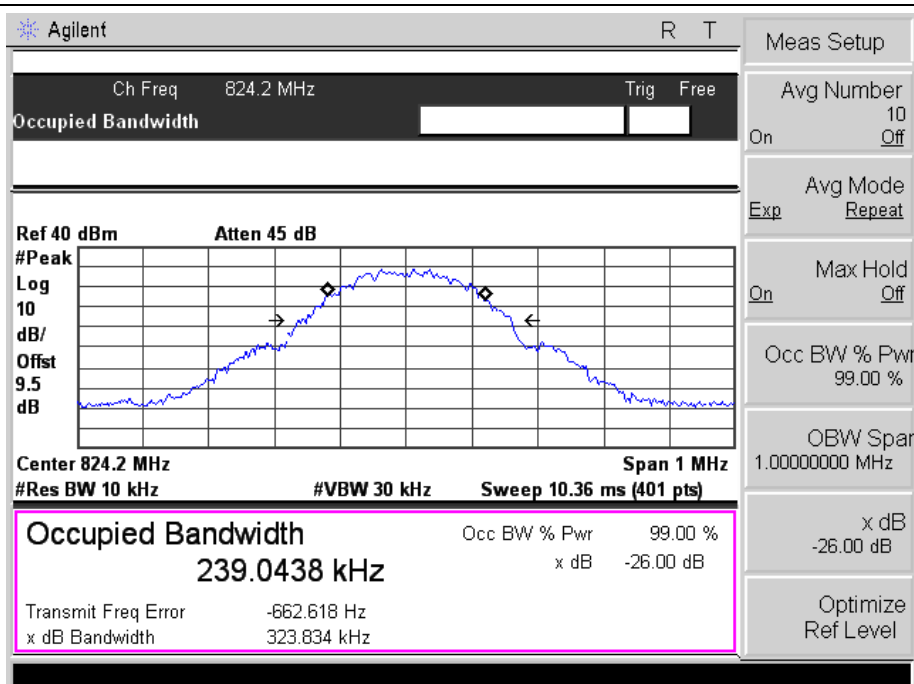 Agilent R T
Ch Freq 824.2 MHz Trig Free
Occupied Bandwidth
Ref 40 dBm Atten 45 dB
#Peak
Log
10
dB/
Offst
9.5
dB
Center 824.2 MHz Span 1 MHz
#Res BW 10 kHz #VBW 30 kHz Sweep 10.36 ms (401 pts)
Occupied Bandwidth Occ BW % Pwr 99.00 %
239.0438 kHz x dB -26.00 dB
Transmit Freq Error -662.618 Hz
x dB Bandwidth 323.834 kHz
Meas Setup
Avg Number
10
On Off
Avg Mode
Exp Repeat
Max Hold
On Off
Occ BW % Pwr
99.00 %
OBW Span
1.00000000 MHz
x dB
-26.00 dB
Optimize
Ref Level